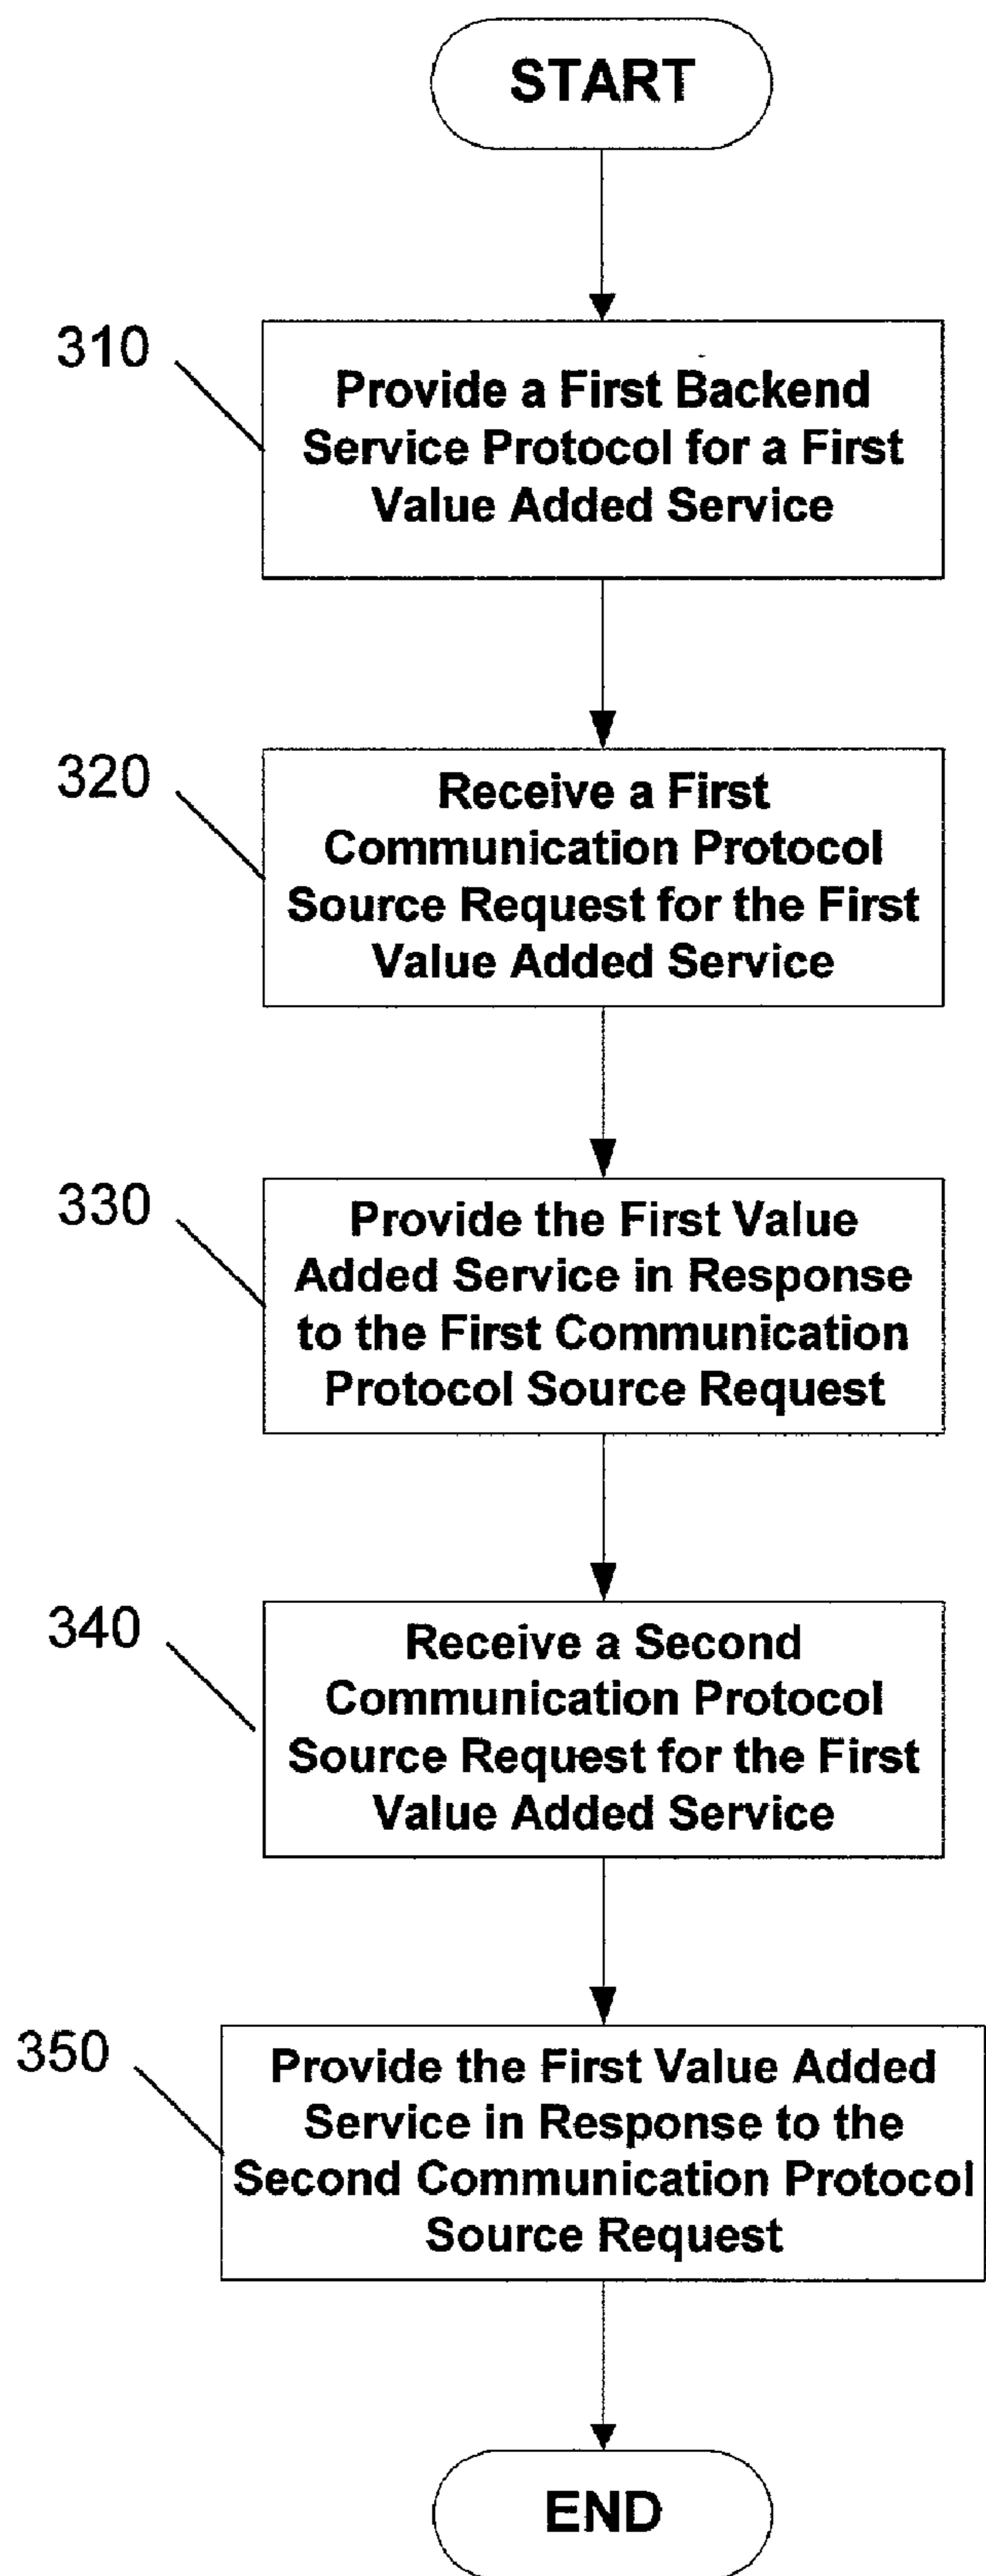 START
310
Provide a First Backend
Service Protocol for a First
Value Added Service
320
Receive a First
Communication Protocol
Source Request for the First
Value Added Service
330
Provide the First Value
Added Service in Response
to the First Communication
Protocol Source Request
340
Receive a Second
Communication Protocol
Source Request for the First
Value Added Service
350
Provide the First Value Added
Service in Response to the
Second Communication Protocol
Source Request
END